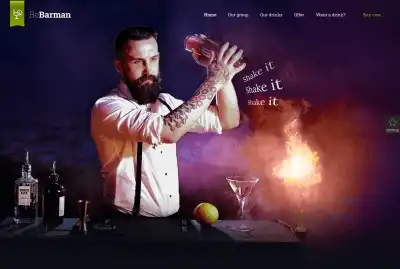 BeBarman
Home Our group Our drinks Offer Want a drink? Buy now
shake it
Shake it
Shake it